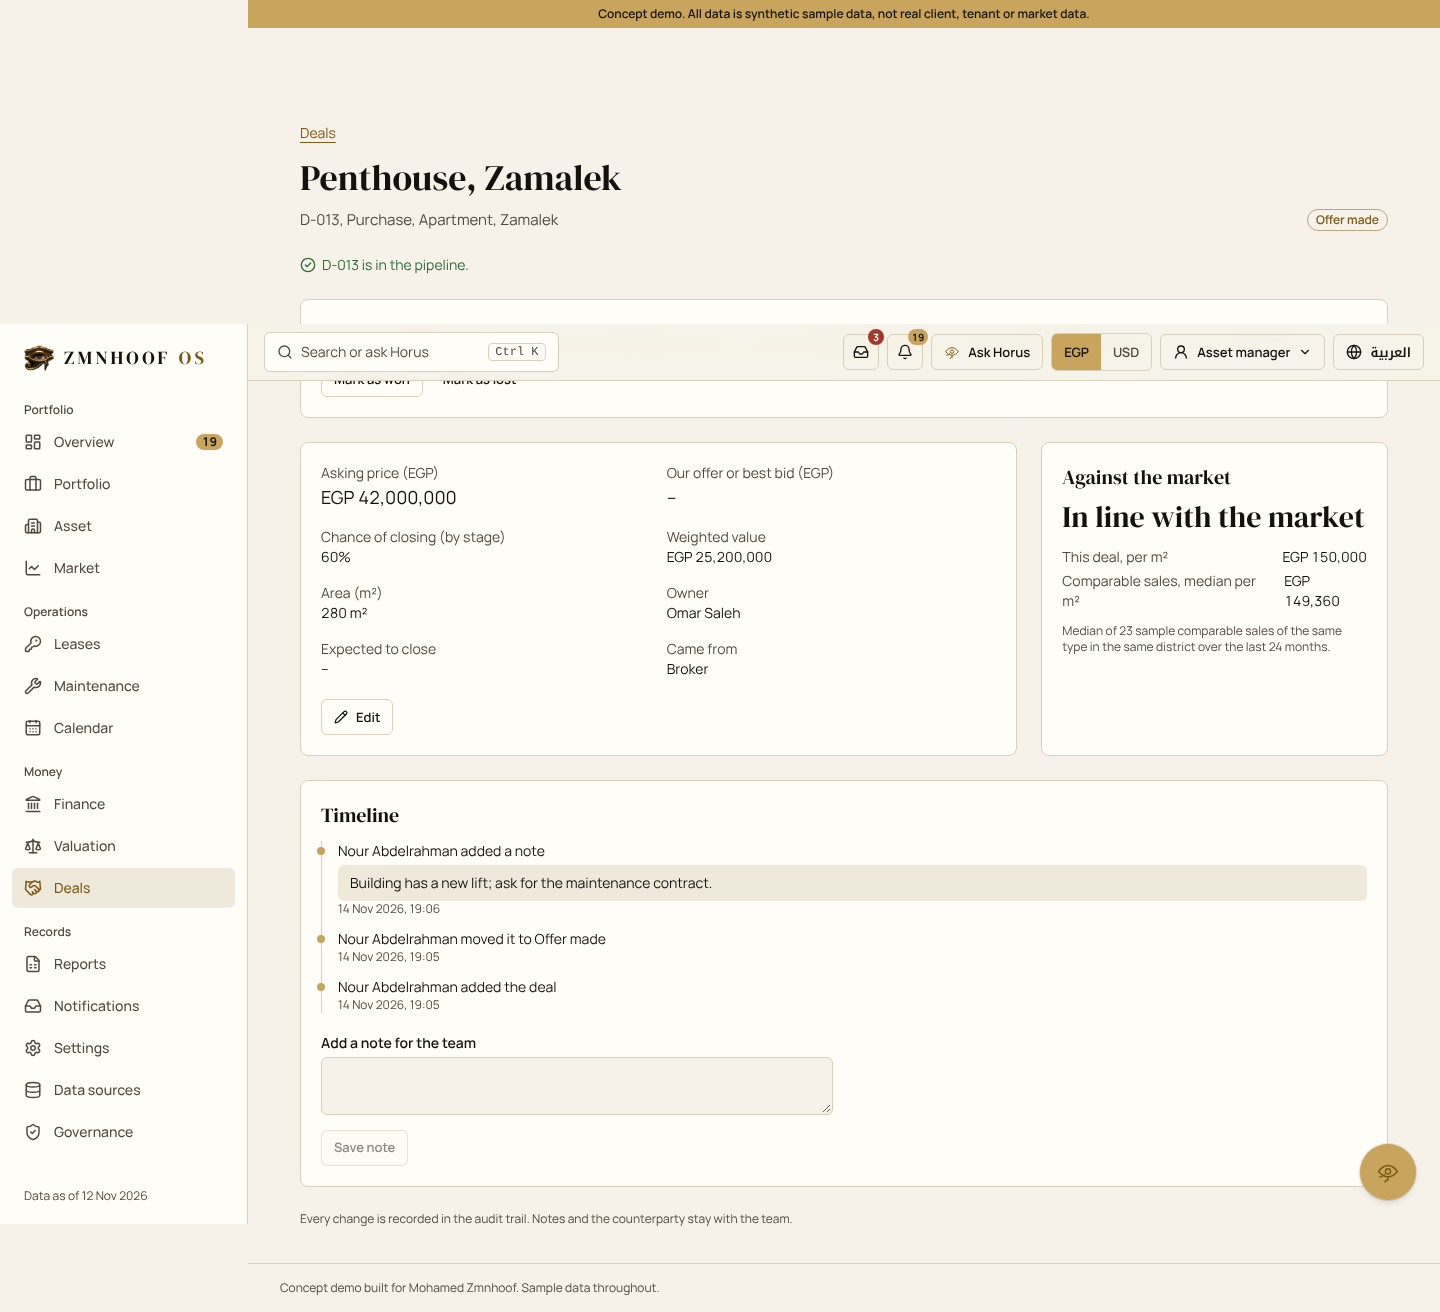 Concept demo. All data is synthetic sample data, not real client, tenant or market data.
Deals
Penthouse, Zamalek
D-013, Purchase, Apartment, Zamalek
Offer made
D-013 is in the pipeline.
ZMNHOOF OS
Search or ask Horus
Ctrl K
3
19
Ask Horus
EGP
USD
Asset manager
العربية
Mark as won
Mark as lost
Portfolio
Overview
19
Portfolio
Asset
Market
Operations
Leases
Maintenance
Calendar
Money
Finance
Valuation
Deals
Records
Reports
Notifications
Settings
Data sources
Governance
Data as of 12 Nov 2026
Asking price (EGP)
EGP 42,000,000
Our offer or best bid (EGP)
–
Chance of closing (by stage)
60%
Weighted value
EGP 25,200,000
Area (m²)
280 m²
Owner
Omar Saleh
Expected to close
–
Came from
Broker
Edit
Against the market
In line with the market
This deal, per m²
EGP 150,000
Comparable sales, median per
m²
EGP
149,360
Median of 23 sample comparable sales of the same
type in the same district over the last 24 months.
Timeline
Nour Abdelrahman added a note
Building has a new lift; ask for the maintenance contract.
14 Nov 2026, 19:06
Nour Abdelrahman moved it to Offer made
14 Nov 2026, 19:05
Nour Abdelrahman added the deal
14 Nov 2026, 19:05
Add a note for the team
Save note
Every change is recorded in the audit trail. Notes and the counterparty stay with the team.
Concept demo built for Mohamed Zmnhoof. Sample data throughout.